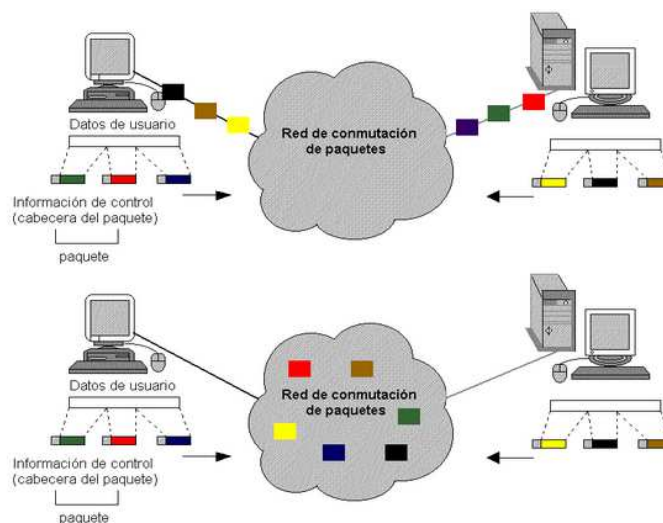 Datos de usuario
Red de conmutación
de paquetes
Información de control
(cabecera del paquete)
paquete
Datos de usuario
Red de conmutación
de paquetes
Información de control
(cabecera del paquete)
paquete